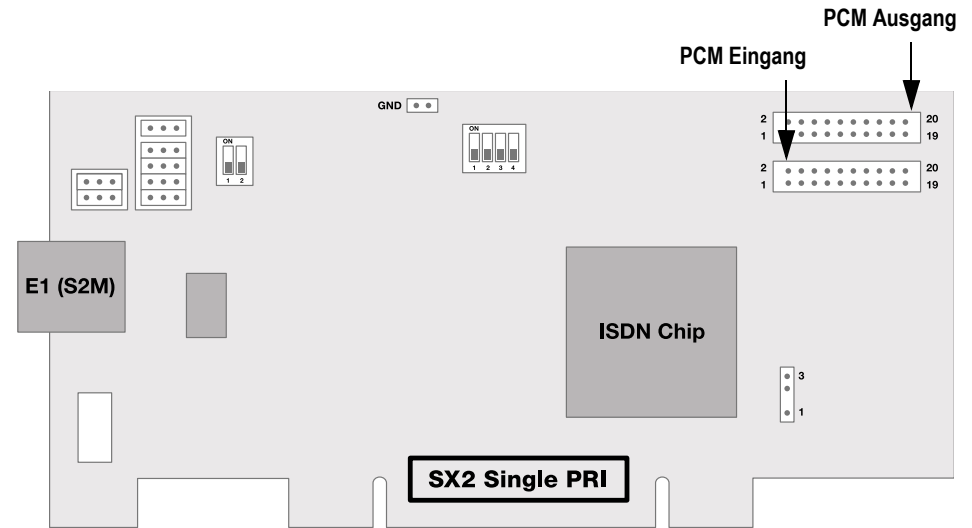 PCM Ausgang
PCM Eingang
GND
2 20
1 19
ON
1 2
ON
1 2 3 4
2 20
1 19
E1 (S2M)
ISDN Chip
3
1
SX2 Single PRI